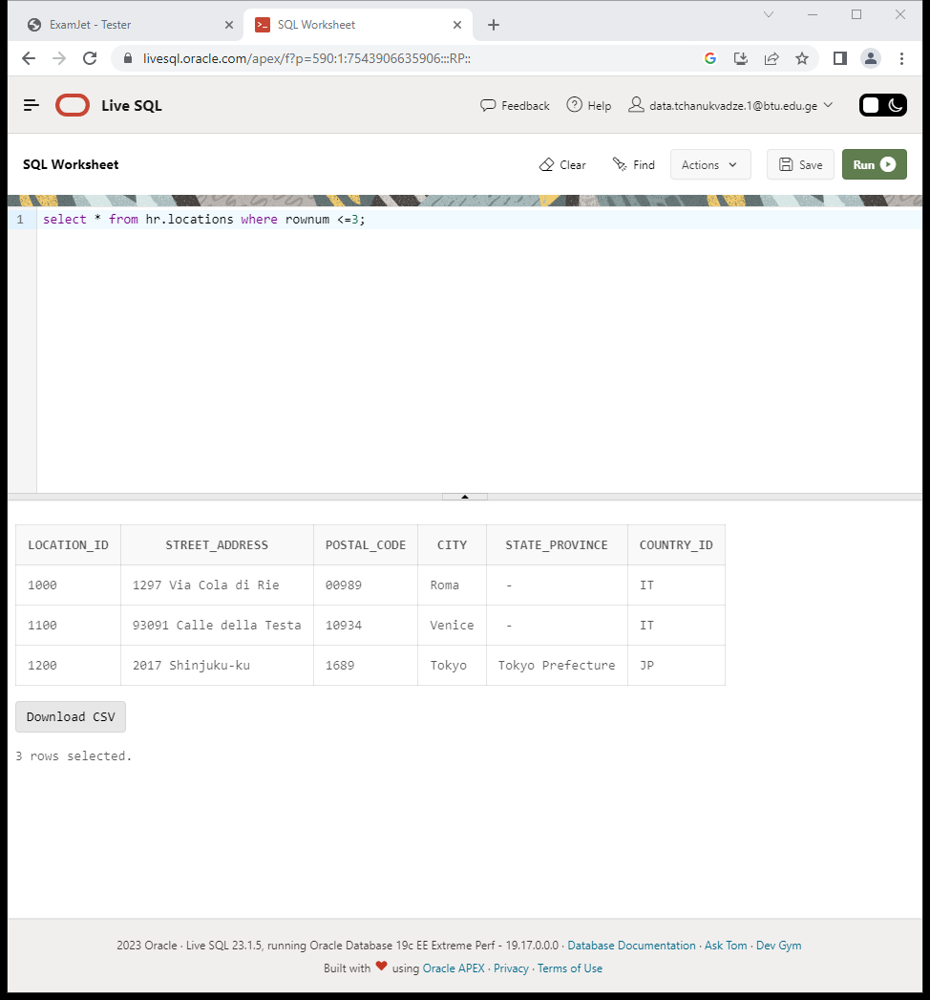 ExamJet - Tester
SQL Worksheet
livesql.oracle.com/apex/f?p=590:1:7543906635906:::RP::
Live SQL
Feedback
Help
data.tchanukvadze.1@btu.edu.ge
SQL Worksheet
Clear
Find
Actions
Save
Run
1 select * from hr.locations where rownum <=3;
LOCATION_ID STREET_ADDRESS POSTAL_CODE CITY STATE_PROVINCE COUNTRY_ID
1000 1297 Via Cola di Rie 00989 Roma - IT
1100 93091 Calle della Testa 10934 Venice - IT
1200 2017 Shinjuku-ku 1689 Tokyo Tokyo Prefecture JP
Download CSV
3 rows selected.
2023 Oracle · Live SQL 23.1.5, running Oracle Database 19c EE Extreme Perf - 19.17.0.0.0 · Database Documentation · Ask Tom · Dev Gym
Built with ❤ using Oracle APEX · Privacy · Terms of Use